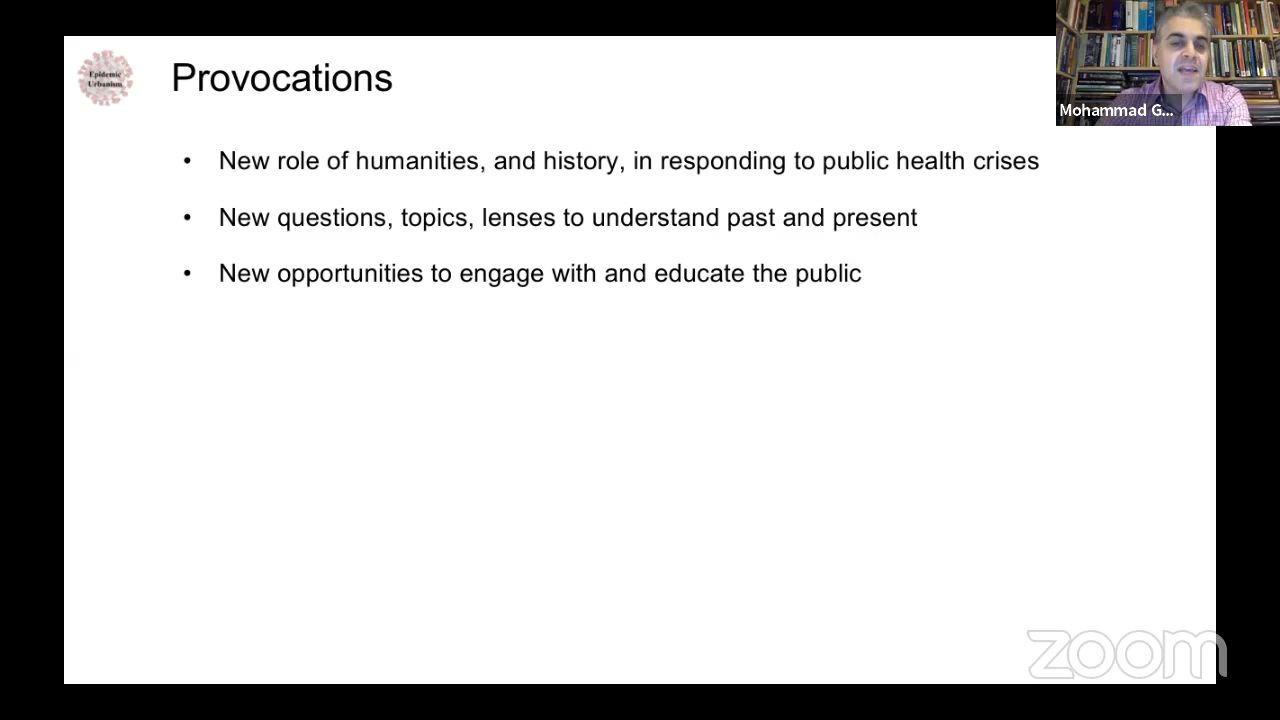 Epidemic
Urbanism
Provocations
Mohammad G...
• New role of humanities, and history, in responding to public health crises
• New questions, topics, lenses to understand past and present
• New opportunities to engage with and educate the public
zoom